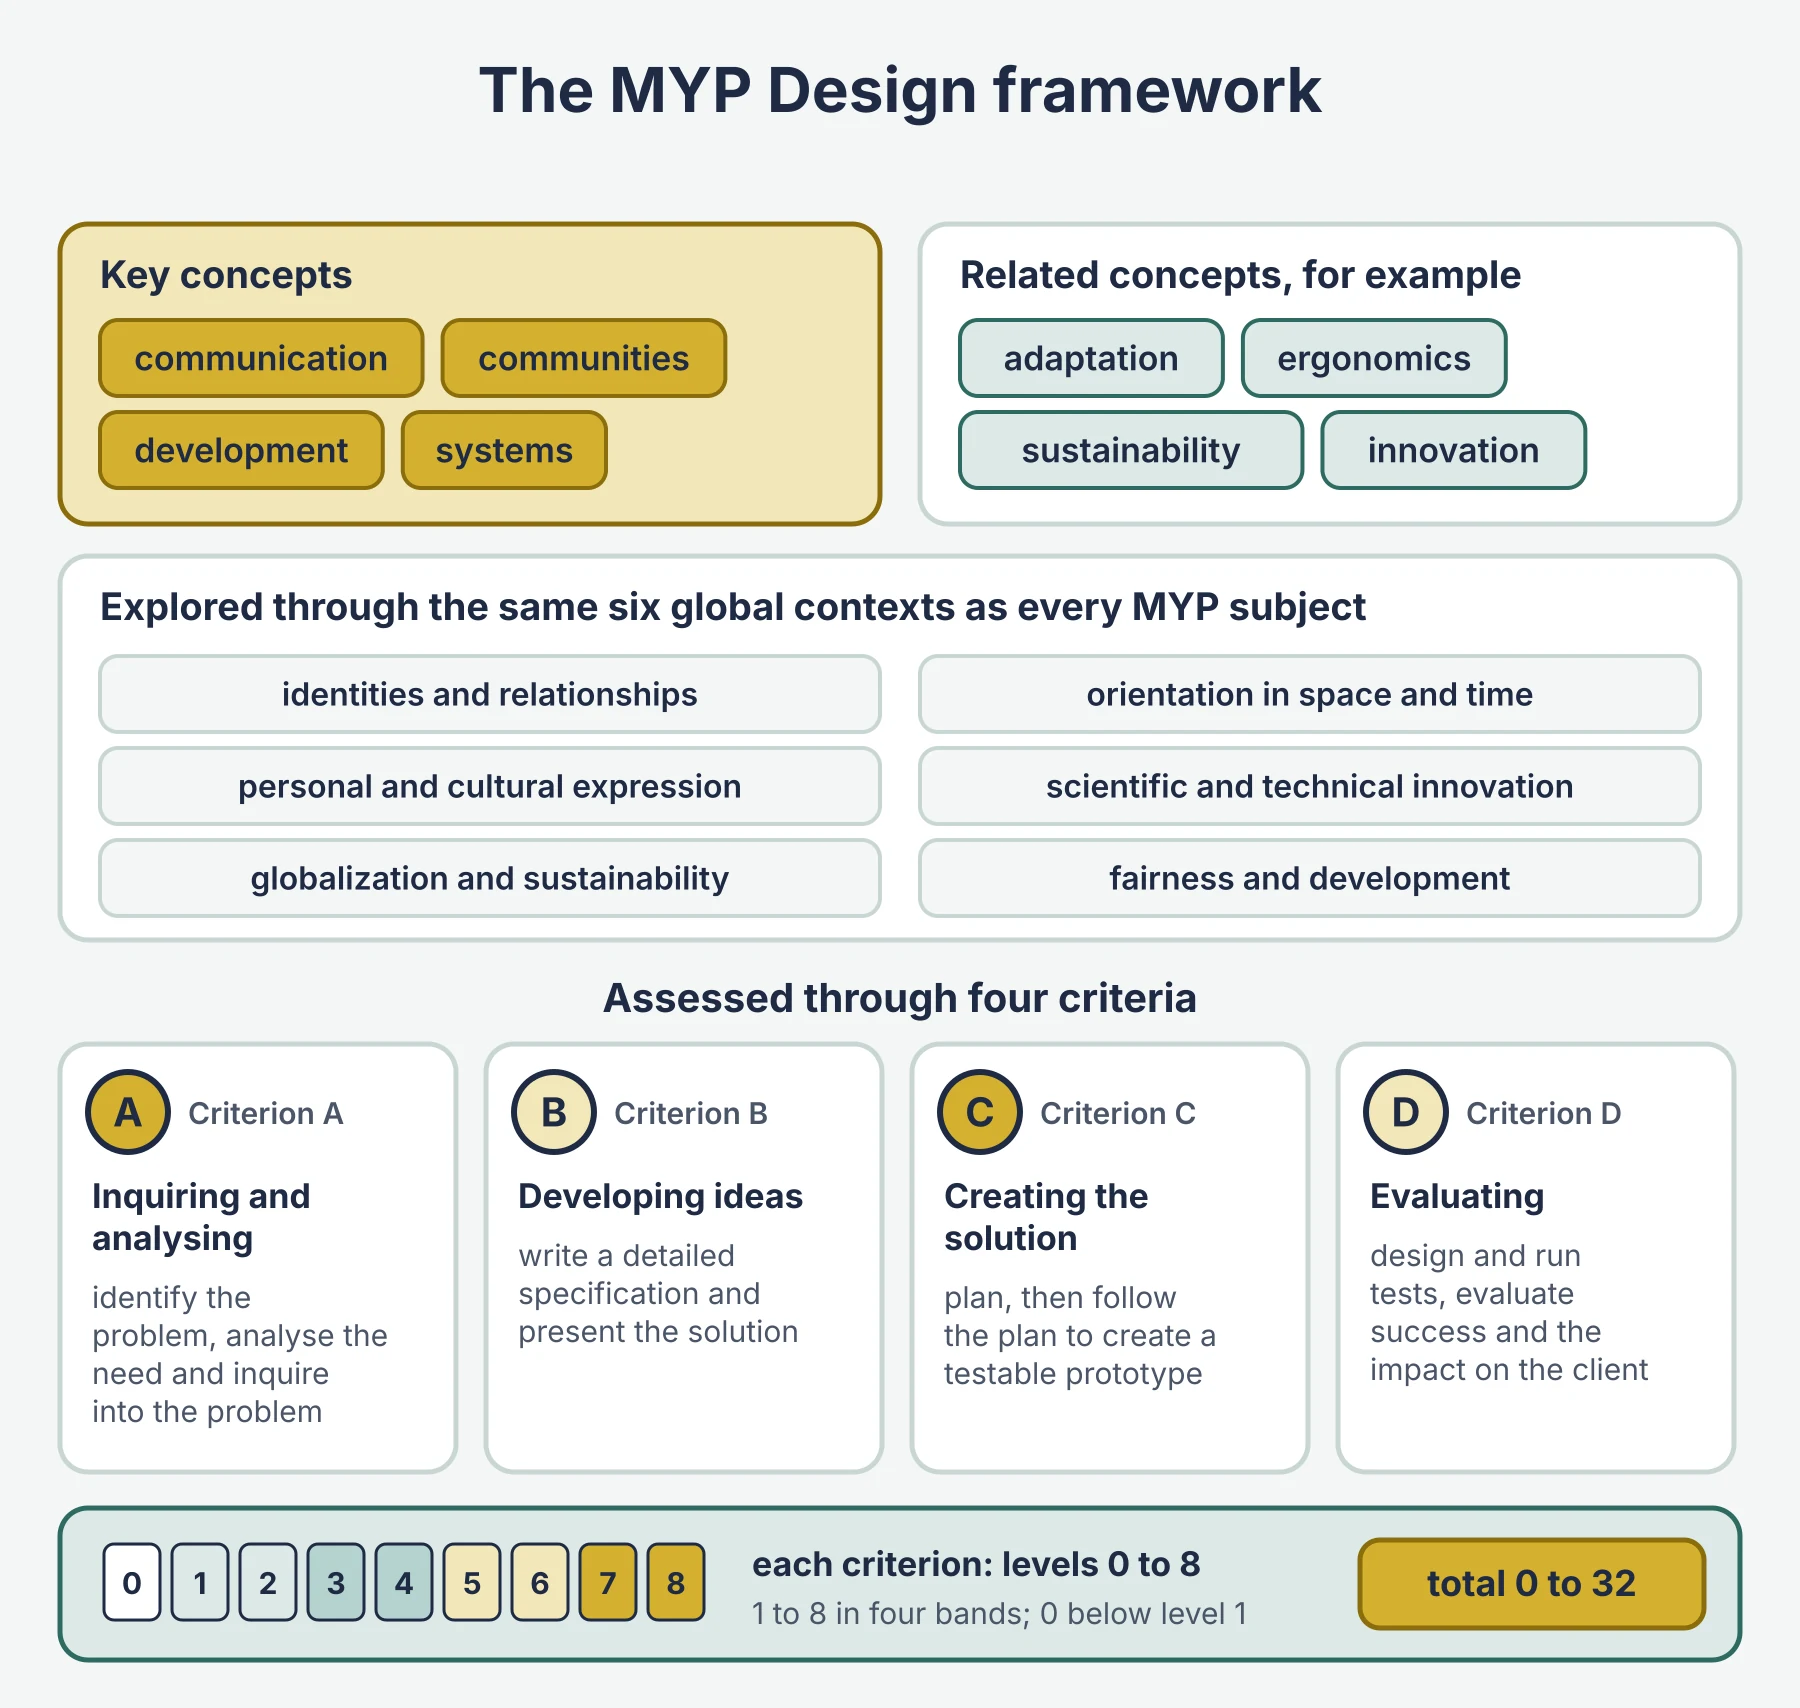 The MYP Design framework
Key concepts
communication
communities
development
systems
Related concepts, for example
adaptation
ergonomics
sustainability
innovation
Explored through the same six global contexts as every MYP subject
identities and relationships
orientation in space and time
personal and cultural expression
scientific and technical innovation
globalization and sustainability
fairness and development
Assessed through four criteria
A
Criterion A
Inquiring and
analysing
identify the
problem, analyse the
need and inquire
into the problem
B
Criterion B
Developing ideas
write a detailed
specification and
present the solution
C
Criterion C
Creating the
solution
plan, then follow
the plan to create a
testable prototype
D
Criterion D
Evaluating
design and run
tests, evaluate
success and the
impact on the client
0 1 2 3 4 5 6 7 8
each criterion: levels 0 to 8
1 to 8 in four bands; 0 below level 1
total 0 to 32